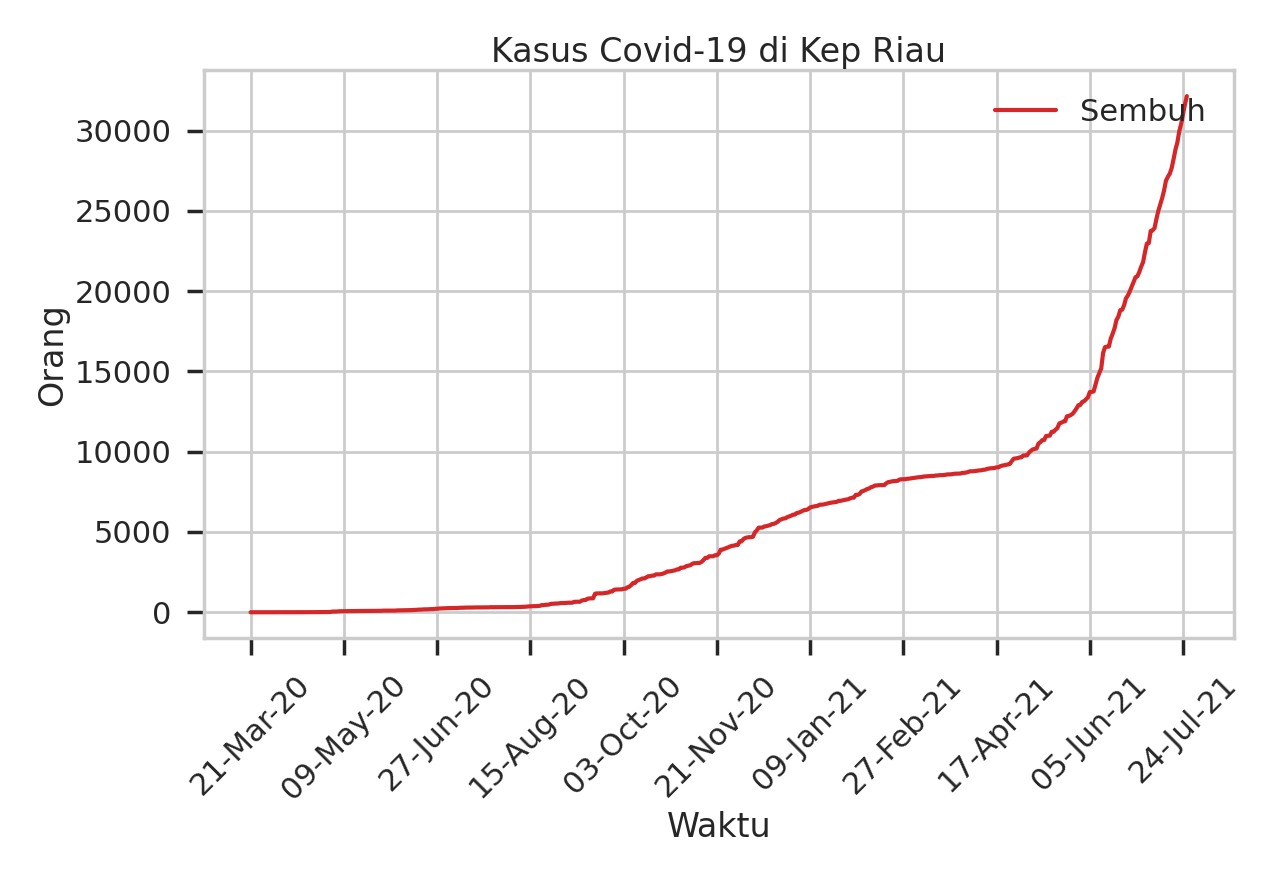 Kasus Covid-19 di Kep Riau
Sembuh
Orang
30000
25000
20000
15000
10000
5000
0
21-Mar-20
09-May-20
27-Jun-20
15-Aug-20
03-Oct-20
21-Nov-20
09-Jan-21
27-Feb-21
17-Apr-21
05-Jun-21
24-Jul-21
Waktu